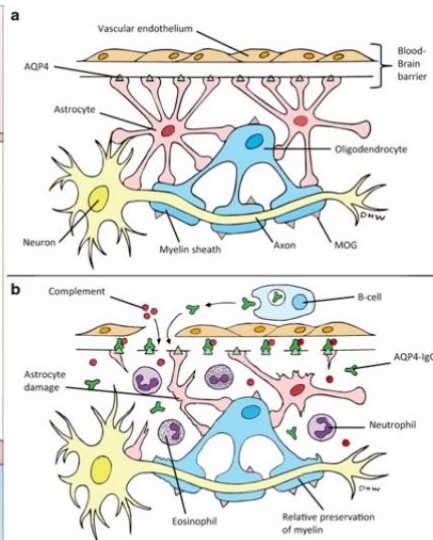 a
Vascular endothelium
AQP4
Blood-
Brain
barrier
Astrocyte
Oligodendrocyte
Neuron
Myelin sheath
Axon
MOG
DHW
b
Complement
B-cell
AQP4-IgG
Astrocyte
damage
Neutrophil
Eosinophil
Relative preservation
of myelin
DHW